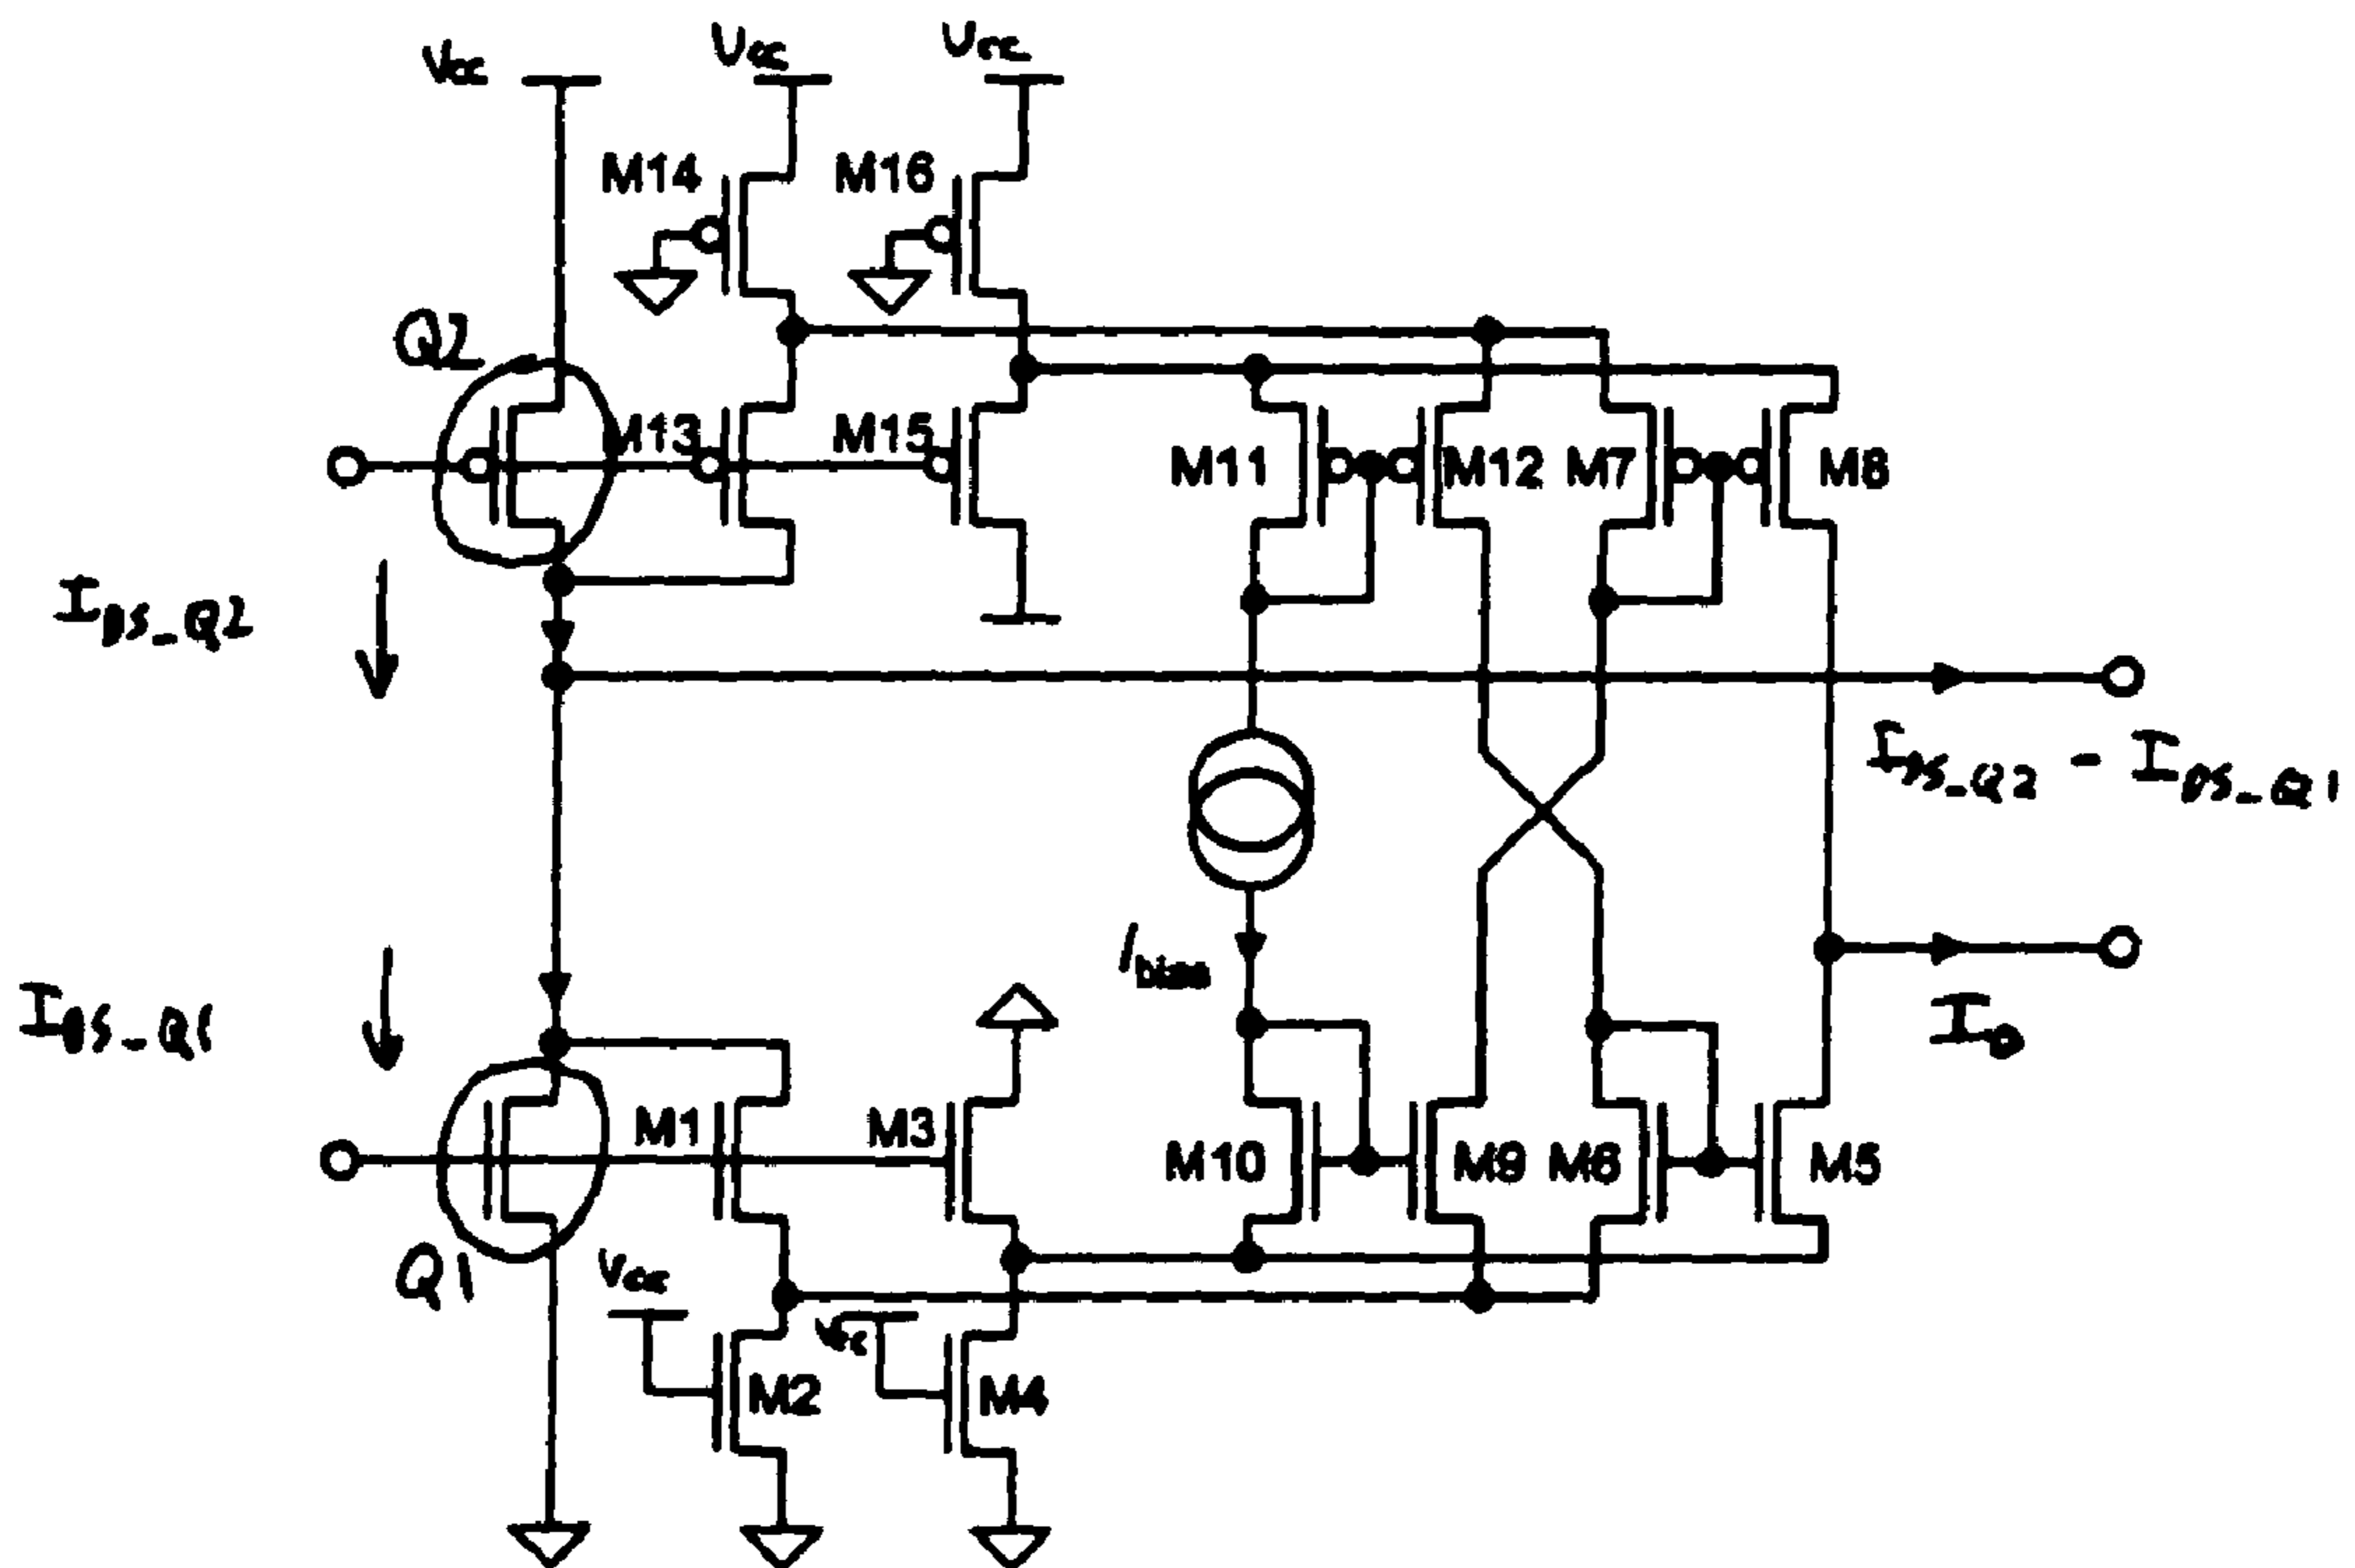 Vcc
Vcc
Vcc
M14
M16
Q2
M13
M15
M11
M12
M7
M8
IDS_Q2
IDS_Q2 - IDS_Q1
Ibias
IDS_Q1
Io
M1
M3
M10
M9
M6
M5
Q1
Vcc
Vcc
M2
M4